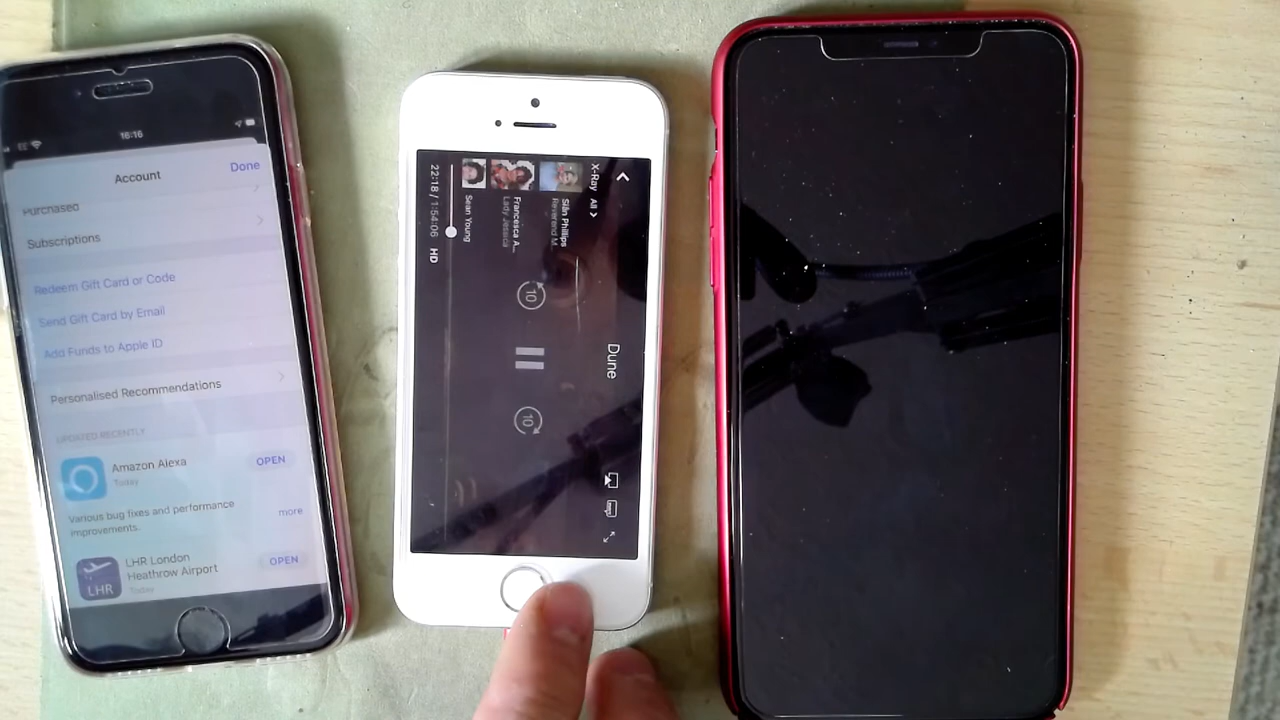 EE
16:16
Account
Done
Purchased
Subscriptions
Redeem Gift Card or Code
Send Gift Card by Email
Add Funds to Apple ID
Personalised Recommendations
UPDATED RECENTLY
Amazon Alexa
Today
OPEN
Various bug fixes and performance
improvements.
more
LHR
LHR London
Heathrow Airport
Today
OPEN
Dune
X-Ray All
Siân Phillips
Reverend M...
Francesca A...
Lady Jessica
Sean Young
10
10
22:18 / 1:54:06 HD